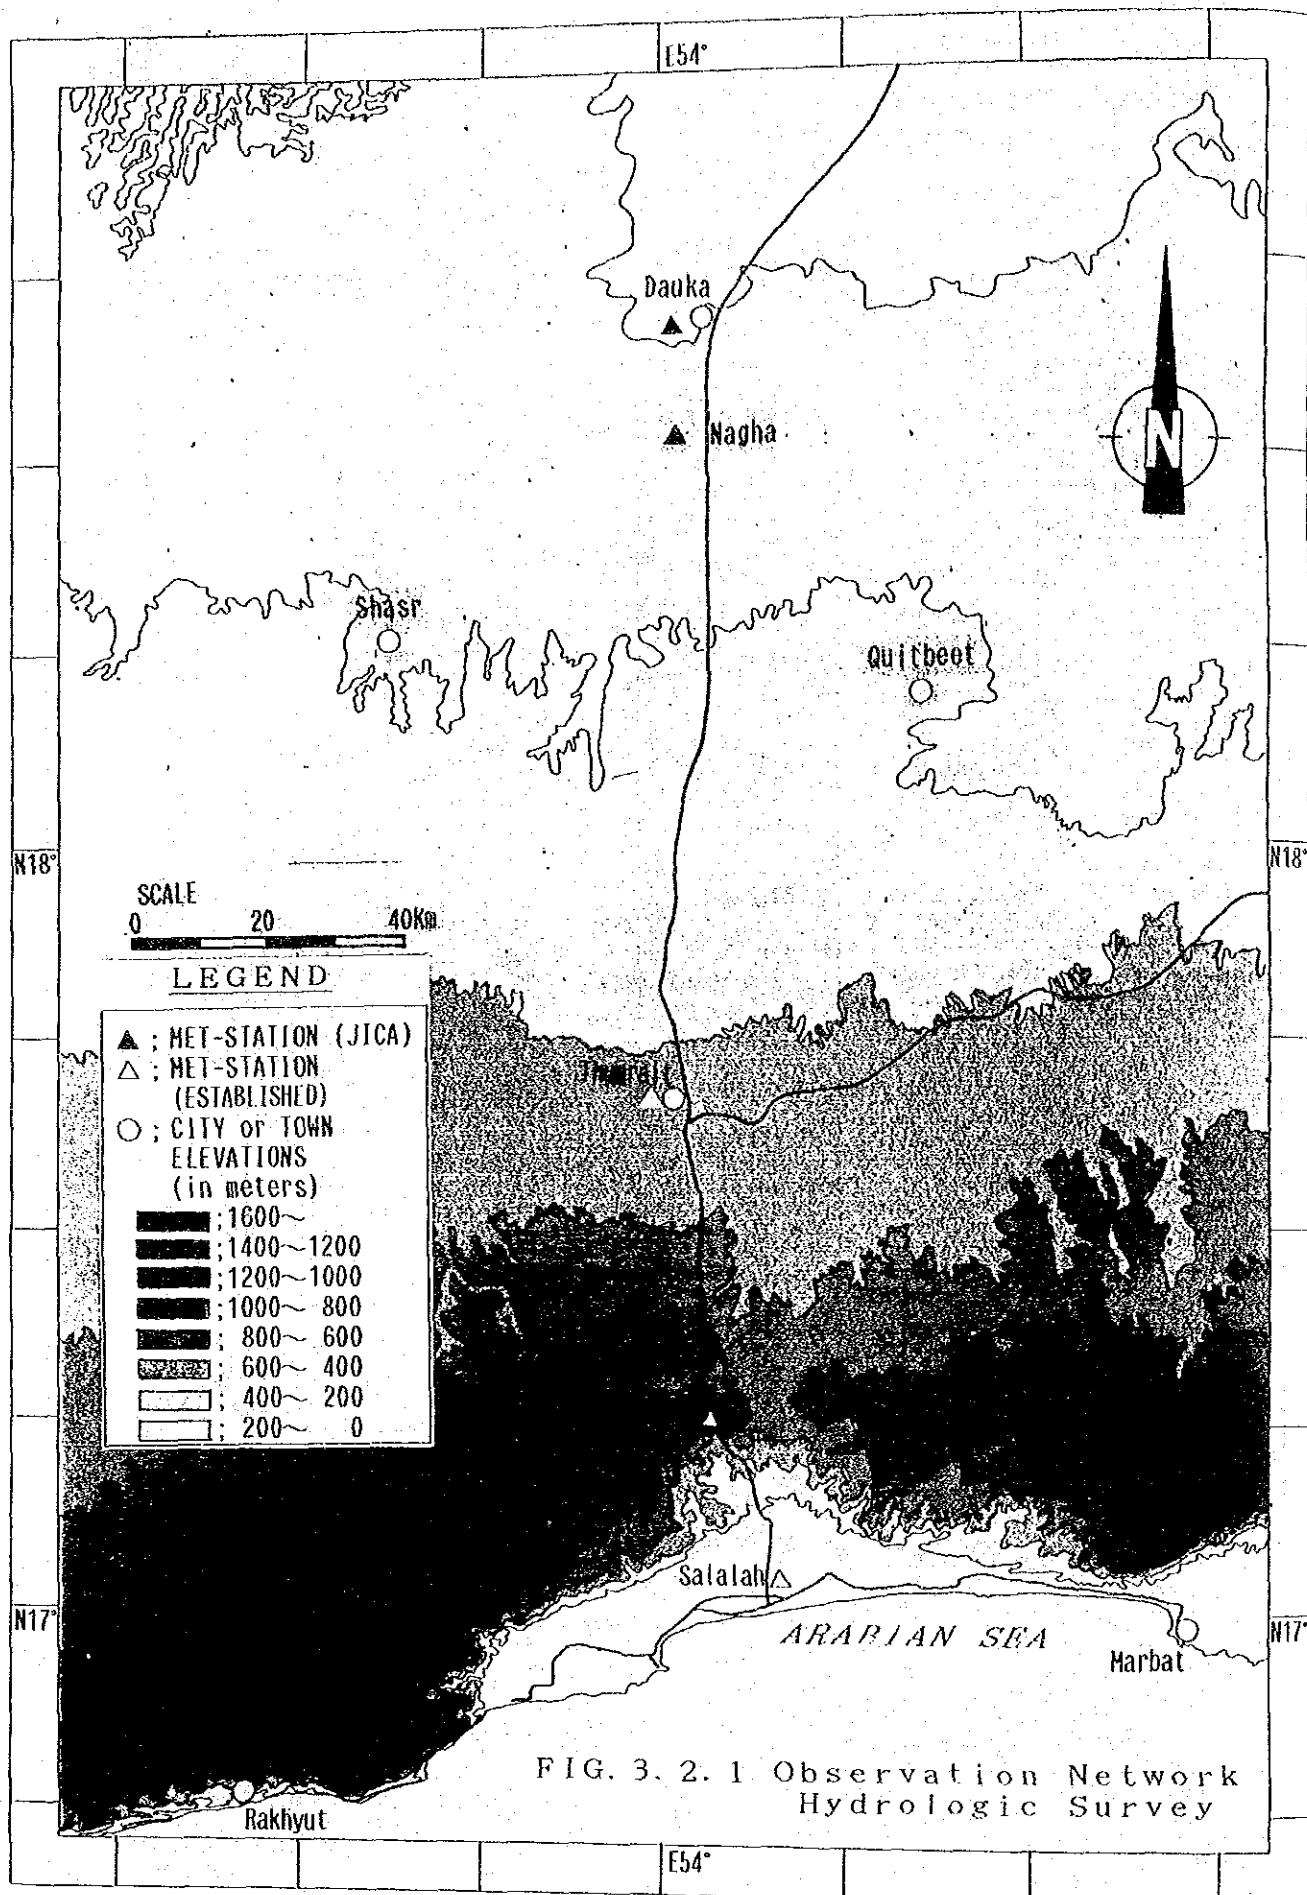 E54°
Dauka
Nagha
N
Shasr
Quitbeet
N18°
N18°
SCALE
0 20 40Km
LEGEND
▲ ; MET-STATION (JICA)
△ ; MET-STATION
(ESTABLISHED)
○ ; CITY or TOWN
ELEVATIONS
(in meters)
;1600~
;1400~1200
;1200~1000
;1000~ 800
; 800~ 600
; 600~ 400
; 400~ 200
; 200~ 0
Thumrait
Salalah
N17°
N17°
ARABIAN SEA
Marbat
FIG. 3. 2. 1 Observation Network
Hydrologic Survey
Rakhyut
E54°